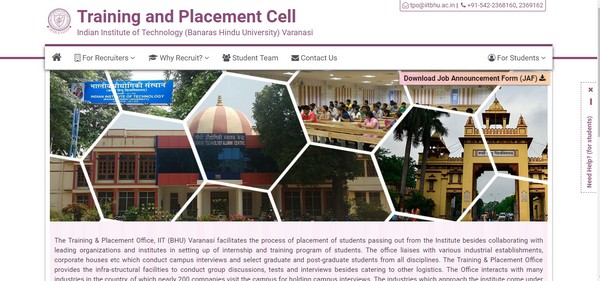 tpo@iitbhu.ac.in | +91-542-2368160, 2369162
Training and Placement Cell
Indian Institute of Technology (Banaras Hindu University) Varanasi
For Recruiters Why Recruit? Student Team Contact Us For Students
Download Job Announcement Form (JAF)
भारतीय प्रौद्योगिकी संस्थान
INDIAN INSTITUTE OF TECHNOLOGY
Need Help? (for students)
The Training & Placement Office, IIT (BHU) Varanasi facilitates the process of placement of students passing out from the Institute besides collaborating with
leading organizations and institutes in setting up of internship and training program of students. The office liaises with various industrial establishments,
corporate houses etc which conduct campus interviews and select graduate and post-graduate students from all disciplines. The Training & Placement Office
provides the infra-structural facilities to conduct group discussions, tests and interviews besides catering to other logistics. The Office interacts with many
industries in the country of which nearly 200 companies visit the campus for holding campus interviews. The industries which approach the institute come under